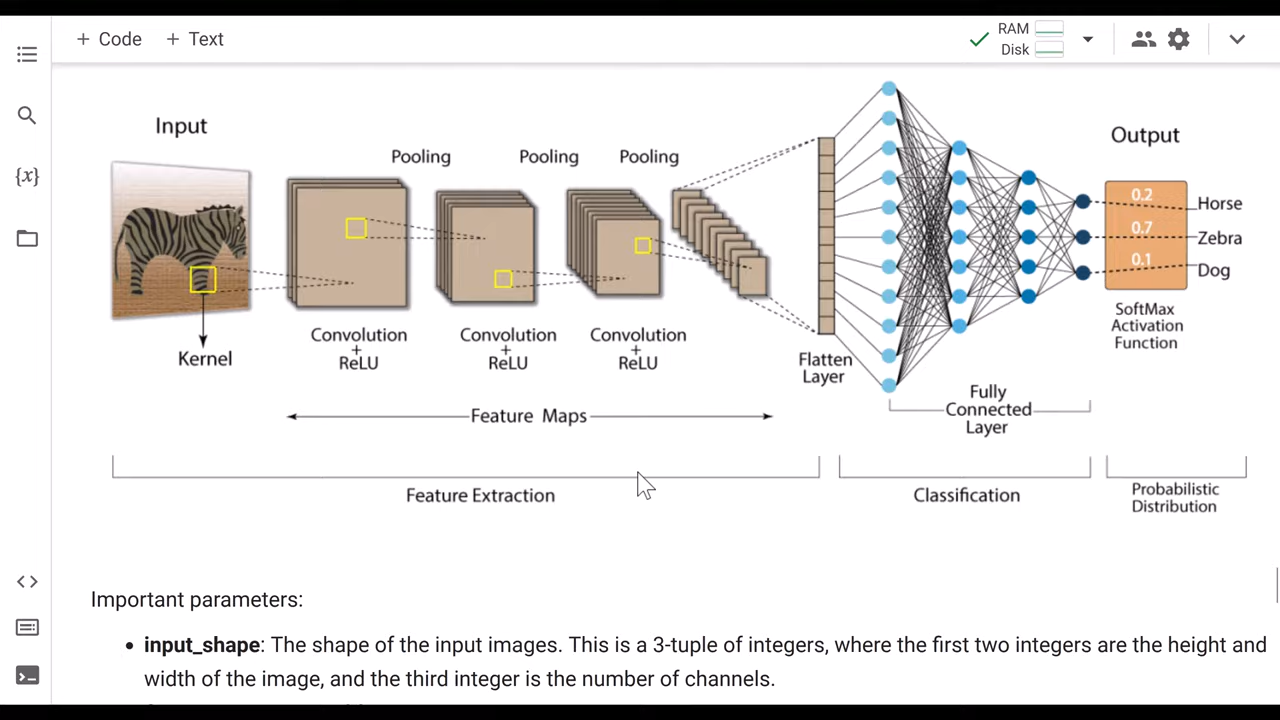 + Code + Text
RAM
Disk
{x}
Input
Pooling
Pooling
Pooling
Output
0.2
Horse
0.7
Zebra
0.1
Dog
Kernel
Convolution
+
ReLU
Convolution
+
ReLU
Convolution
+
ReLU
Flatten
Layer
SoftMax
Activation
Function
Feature Maps
Fully
Connected
Layer
Feature Extraction
Classification
Probabilistic
Distribution
Important parameters:
• input_shape: The shape of the input images. This is a 3-tuple of integers, where the first two integers are the height and
width of the image, and the third integer is the number of channels.